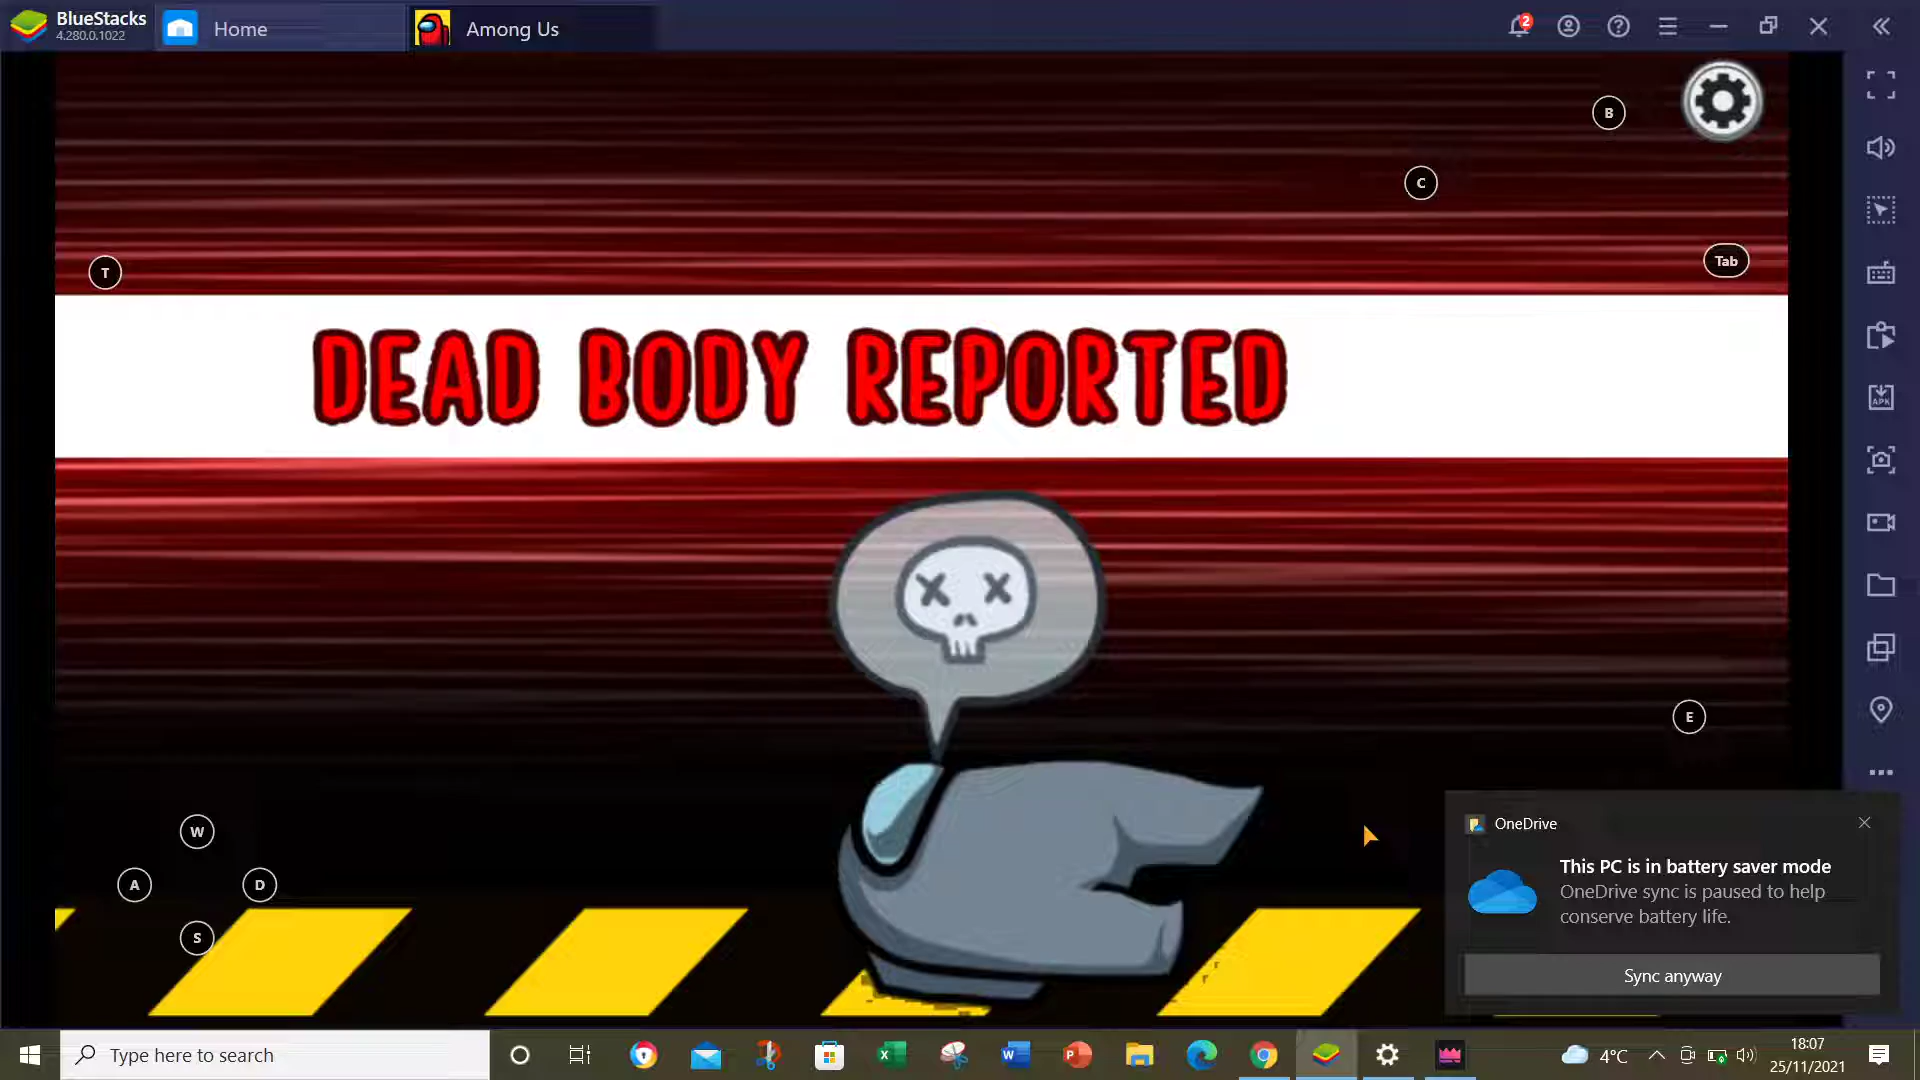 BlueStacks
4.280.0.1022
Home
Among Us
2
B
C
T
Tab
DEAD BODY REPORTED
APK
E
W
A
D
S
OneDrive
This PC is in battery saver mode
OneDrive sync is paused to help
conserve battery life.
Sync anyway
Type here to search
4°C
18:07
25/11/2021